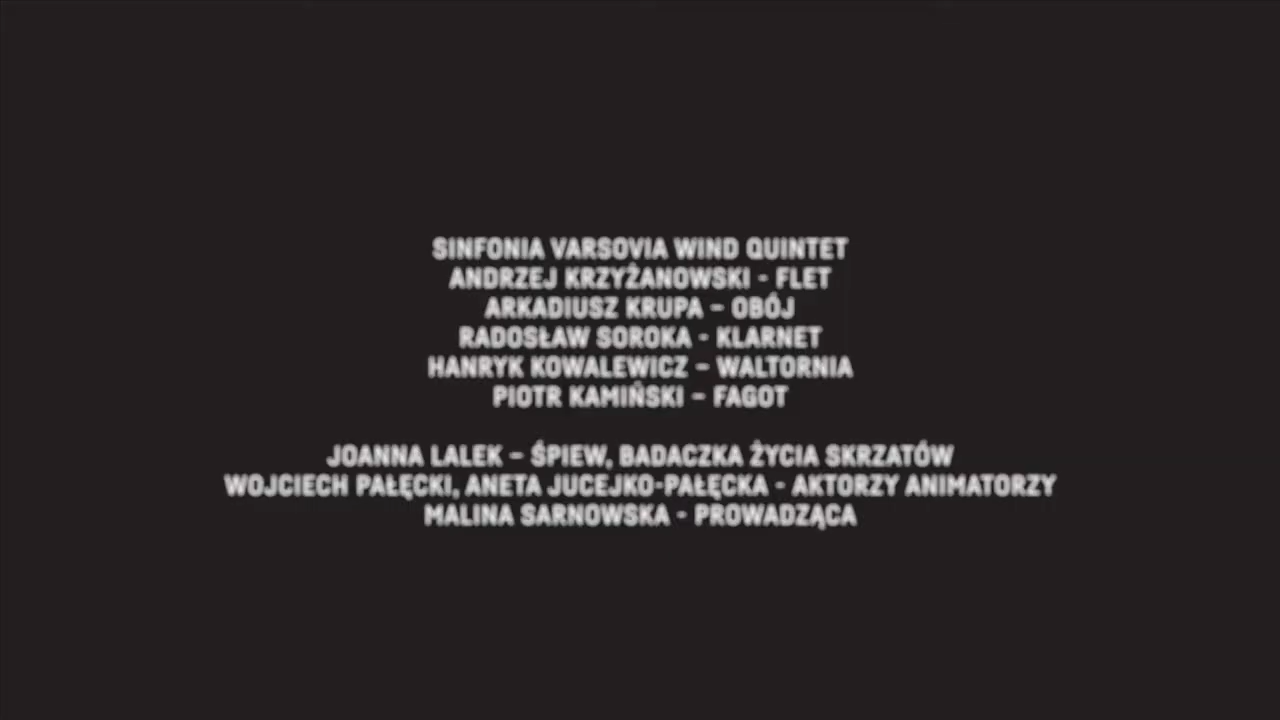 SINFONIA VARSOVIA WIND QUINTET
ANDRZEJ KRZYŻANOWSKI - FLET
ARKADIUSZ KRUPA – OBÓJ
RADOSŁAW SOROKA - KLARNET
HANRYK KOWALEWICZ – WALTORNIA
PIOTR KAMIŃSKI – FAGOT
JOANNA LALEK – ŚPIEW, BADACZKA ŻYCIA SKRZATÓW
WOJCIECH PAŁĘCKI, ANETA JUCEJKO-PAŁĘCKA - AKTORZY ANIMATORZY
MALINA SARNOWSKA - PROWADZĄCA